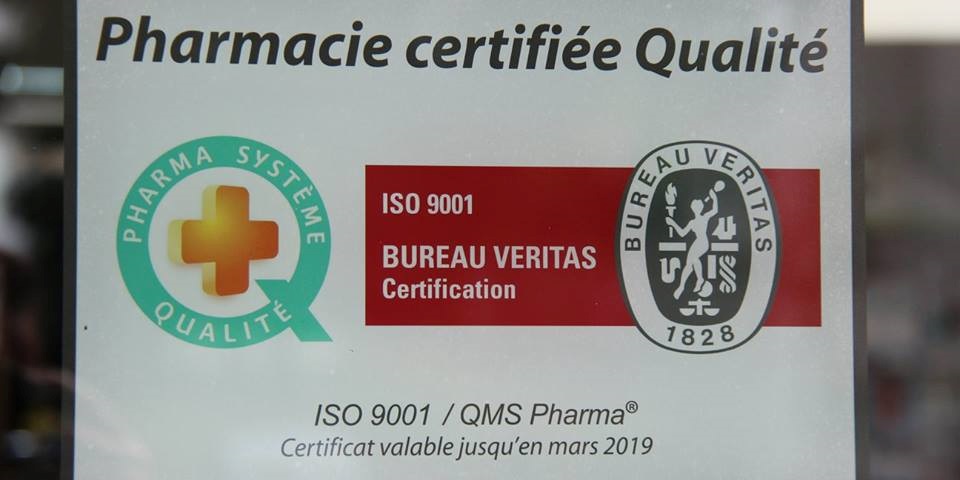 Pharmacie certifiée Qualité
PHARMA SYSTÈME
QUALITÉ
ISO 9001
BUREAU VERITAS
Certification
BUREAU VERITAS
1828
ISO 9001 / QMS Pharma®
Certificat valable jusqu'en mars 2019